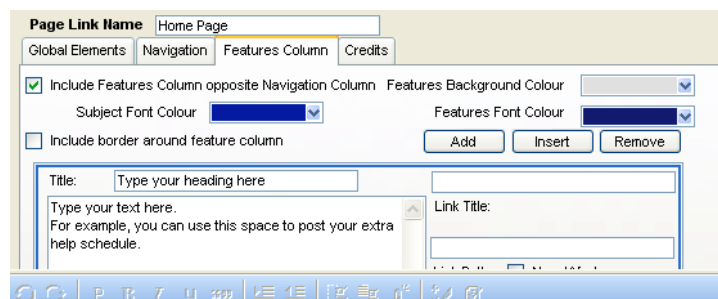 Page Link Name Home Page
Global Elements Navigation Features Column Credits
Include Features Column opposite Navigation Column Features Background Colour
Subject Font Colour Features Font Colour
Include border around feature column Add Insert Remove
Title: Type your heading here
Type your text here.
For example, you can use this space to post your extra
help schedule.
Link Title: